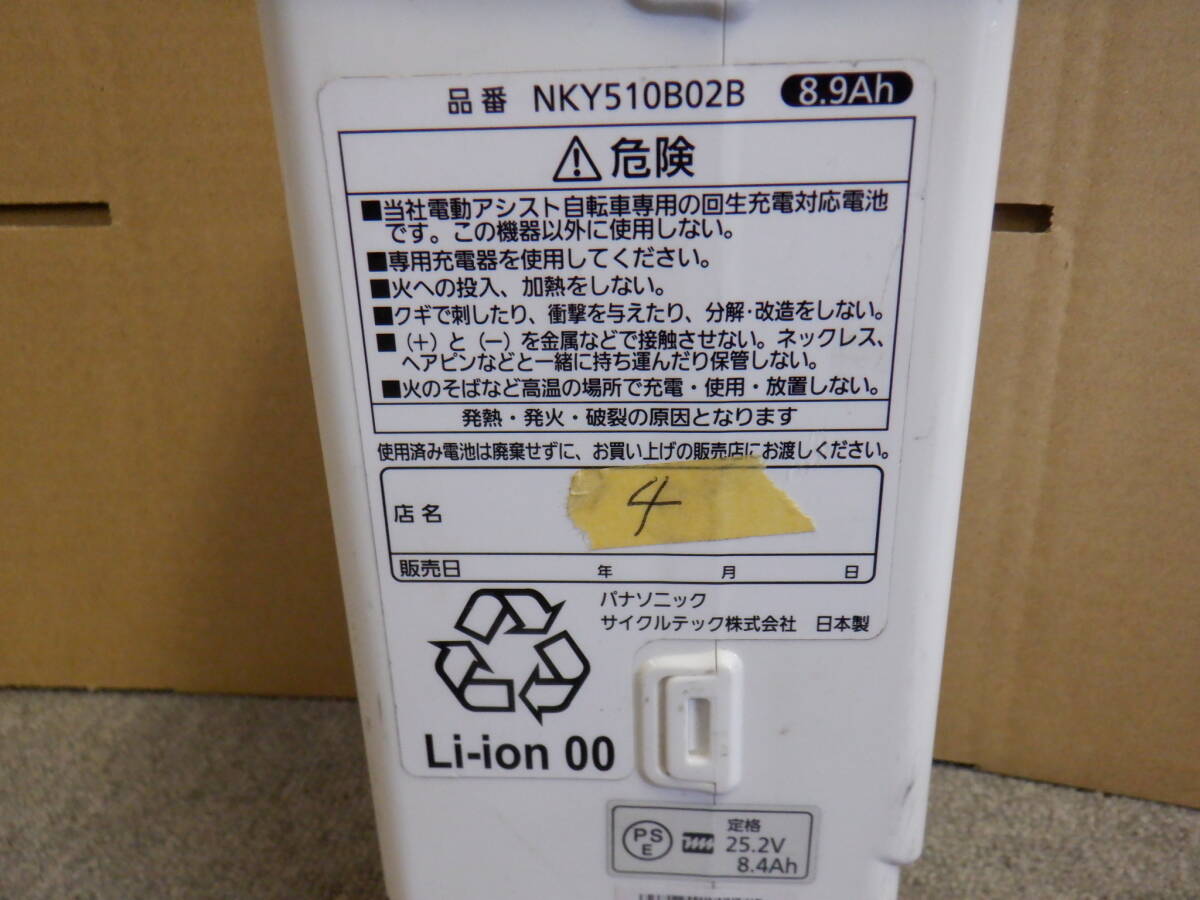 品番 NKY510B02B 8.9Ah
危険
■当社電動アシスト自転車専用の回生充電対応電池
です。この機器以外に使用しない。
■専用充電器を使用してください。
■火への投入、加熱をしない。
■クギで刺したり、衝撃を与えたり、分解・改造をしない。
■(+)と(−)を金属などで接触させない。ネックレス、
ヘアピンなどと一緒に持ち運んだり保管しない。
■火のそばなど高温の場所で充電・使用・放置しない。
発熱・発火・破裂の原因となります
使用済み電池は廃棄せずに、お買い上げの販売店にお渡しください。
店名
4
販売日 年 月 日
パナソニック
サイクルテック株式会社 日本製
Li-ion 00
PS
E
定格
25.2V
8.4Ah